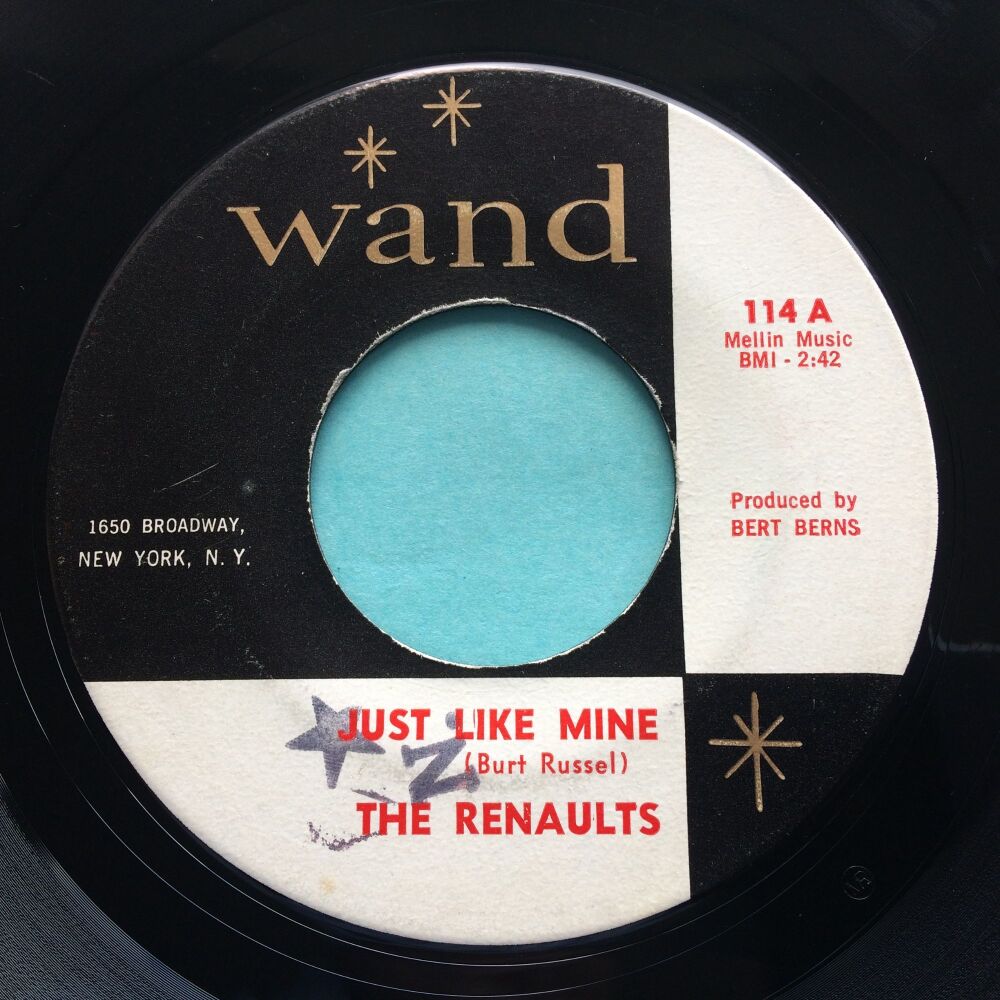 wand
114 A
Mellin Music
BMI - 2:42
Produced by
BERT BERNS
1650 BROADWAY,
NEW YORK, N. Y.
JUST LIKE MINE
(Burt Russel)
THE RENAULTS
Z
15